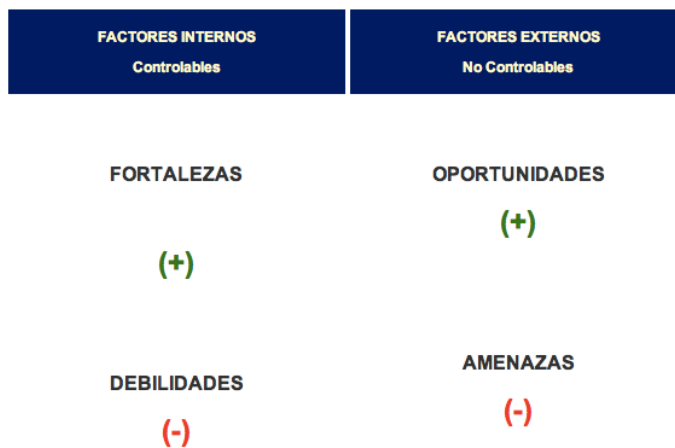 FACTORES INTERNOS
Controlables
FACTORES EXTERNOS
No Controlables
FORTALEZAS
(+)
OPORTUNIDADES
(+)
DEBILIDADES
(-)
AMENAZAS
(-)